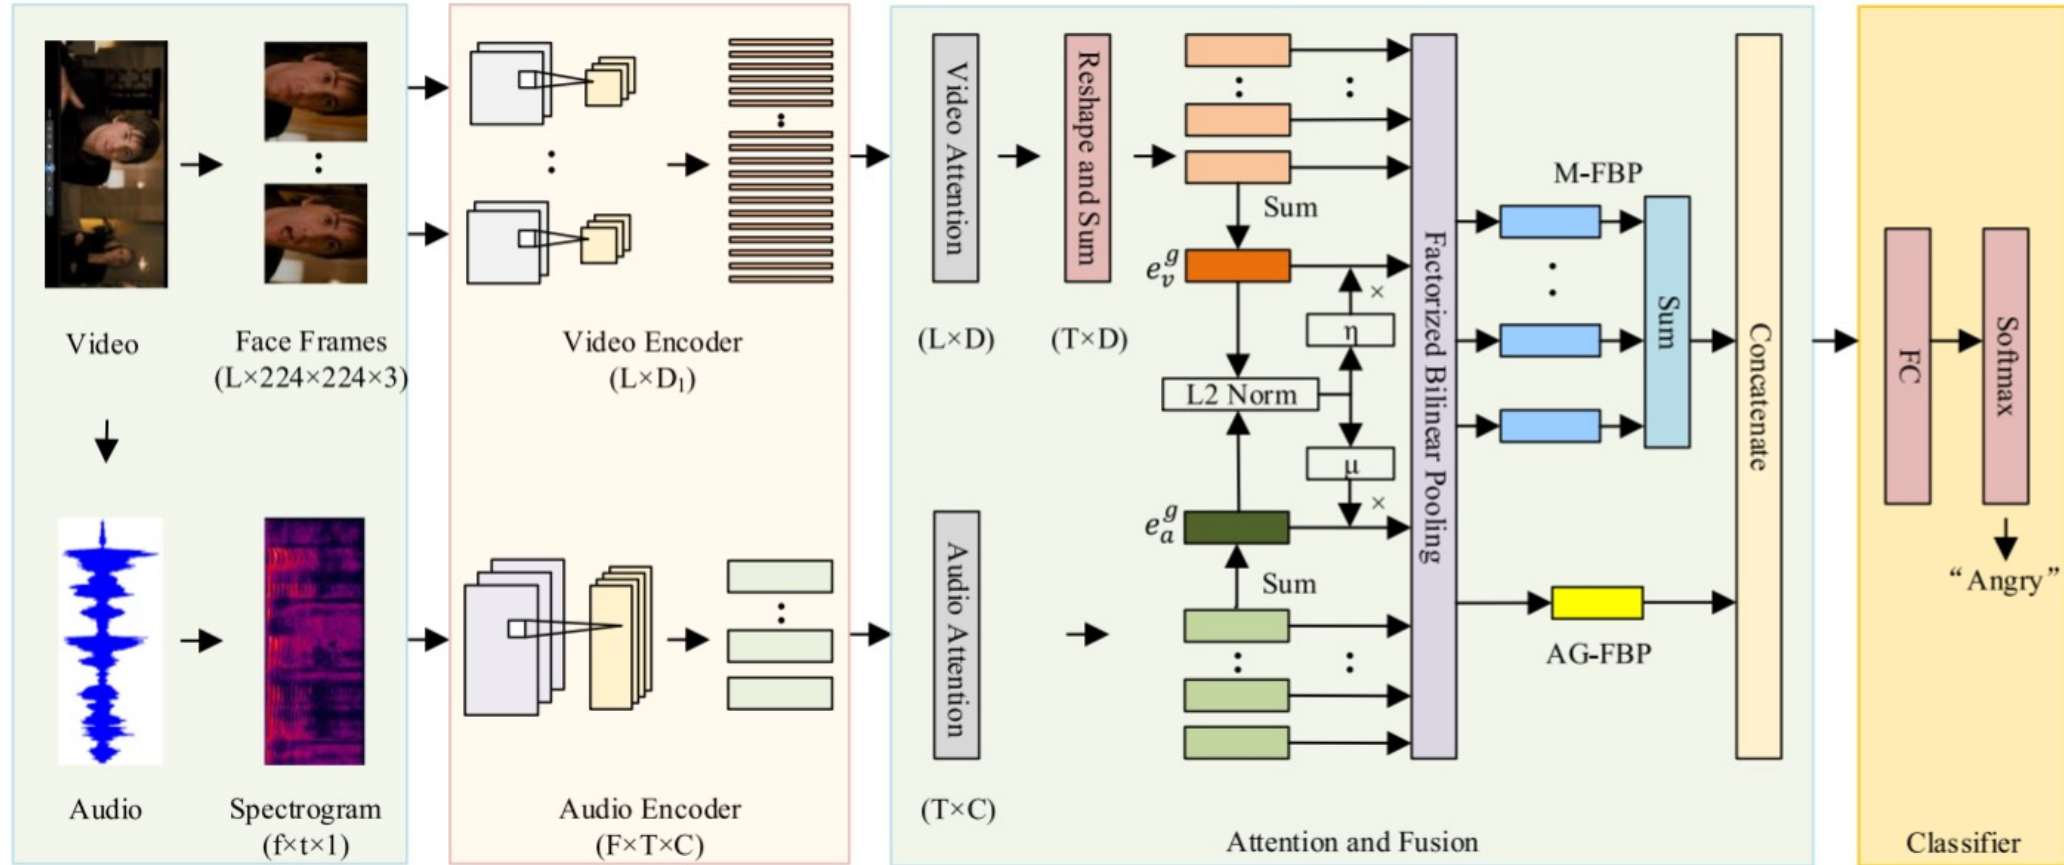 Video
Face Frames
(L×224×224×3)
Audio
Spectrogram
(f×t×1)
Video Encoder
(L×D₁)
Audio Encoder
(F×T×C)
Video Attention
(L×D)
Reshape and Sum
(T×D)
Audio Attention
(T×C)
Sum
e_v^g
×
η
L2 Norm
μ
×
e_a^g
Sum
Factorized Bilinear Pooling
M-FBP
Sum
AG-FBP
Concatenate
Attention and Fusion
FC
Softmax
“Angry”
Classifier